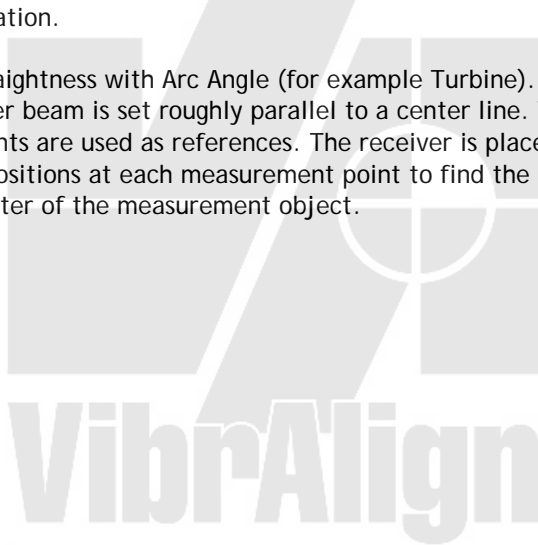 ation.
aightness with Arc Angle (for example Turbine).
er beam is set roughly parallel to a center line.
nts are used as references. The receiver is place
ositions at each measurement point to find the
ter of the measurement object.
VibrAlign